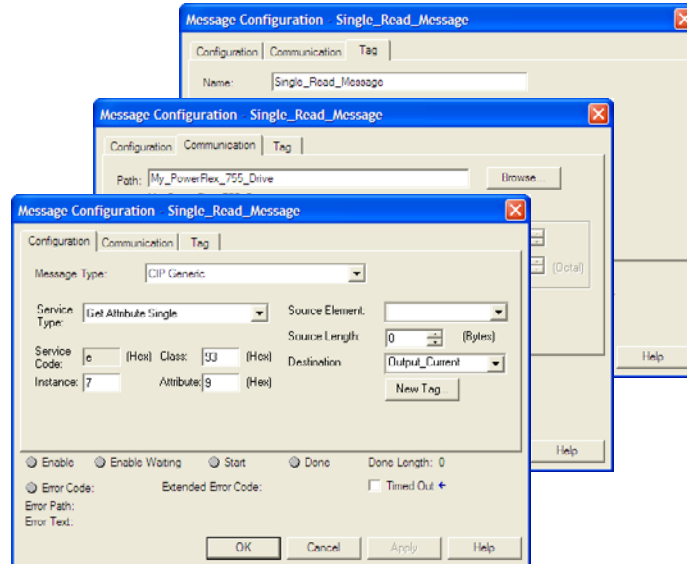 Message Configuration - Single_Read_Message
Configuration Communication Tag
Name: Single_Read_Message
Message Configuration - Single_Read_Message
Configuration Communication Tag
Path: My_PowerFlex_755_Drive Browse...
(Octal)
Help
Message Configuration - Single_Read_Message
Configuration Communication Tag
Message Type: CIP Generic
Service Type: Get Attribute Single
Source Element:
Source Length: 0 (Bytes)
Service Code: e (Hex) Class: 93 (Hex)
Destination Output_Current
Instance: 7 Attribute: 9 (Hex)
New Tag...
Help
Enable Enable Waiting Start Done Done Length: 0
Error Code: Extended Error Code: Timed Out ←
Error Path:
Error Text:
OK Cancel Apply Help